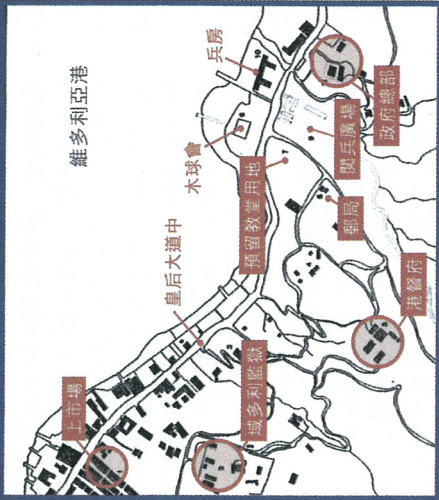 維多利亞港
兵房
木球會
皇后大道中
上市場
域多利監獄
預留教堂用地
郵局
閱兵廣場
政府總部
港督府